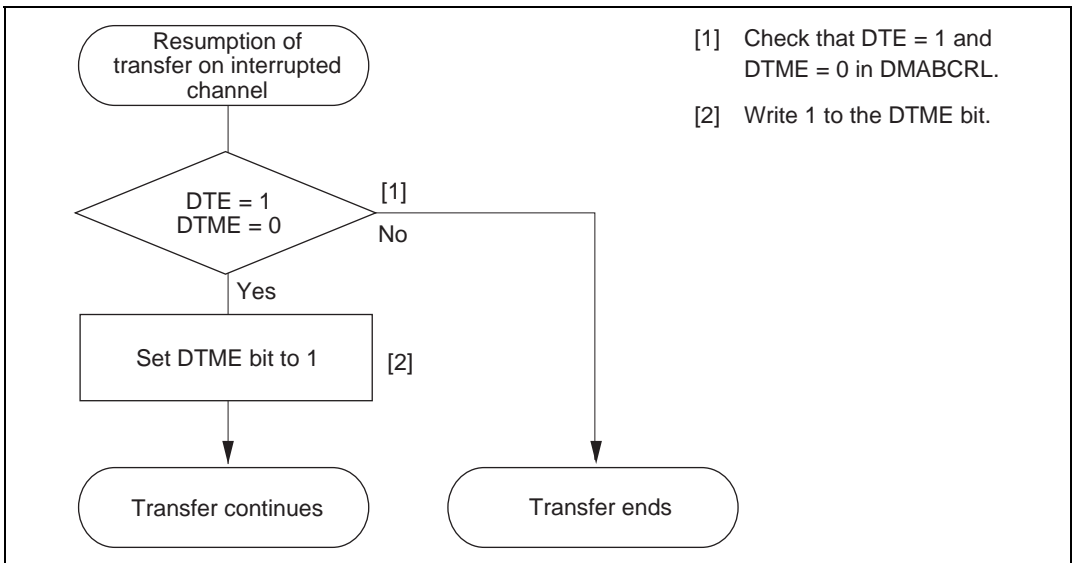 Resumption of
transfer on interrupted
channel
[1] Check that DTE = 1 and
DTME = 0 in DMABCRL.
[2] Write 1 to the DTME bit.
DTE = 1
DTME = 0
[1]
No
Yes
Set DTME bit to 1
[2]
Transfer continues
Transfer ends